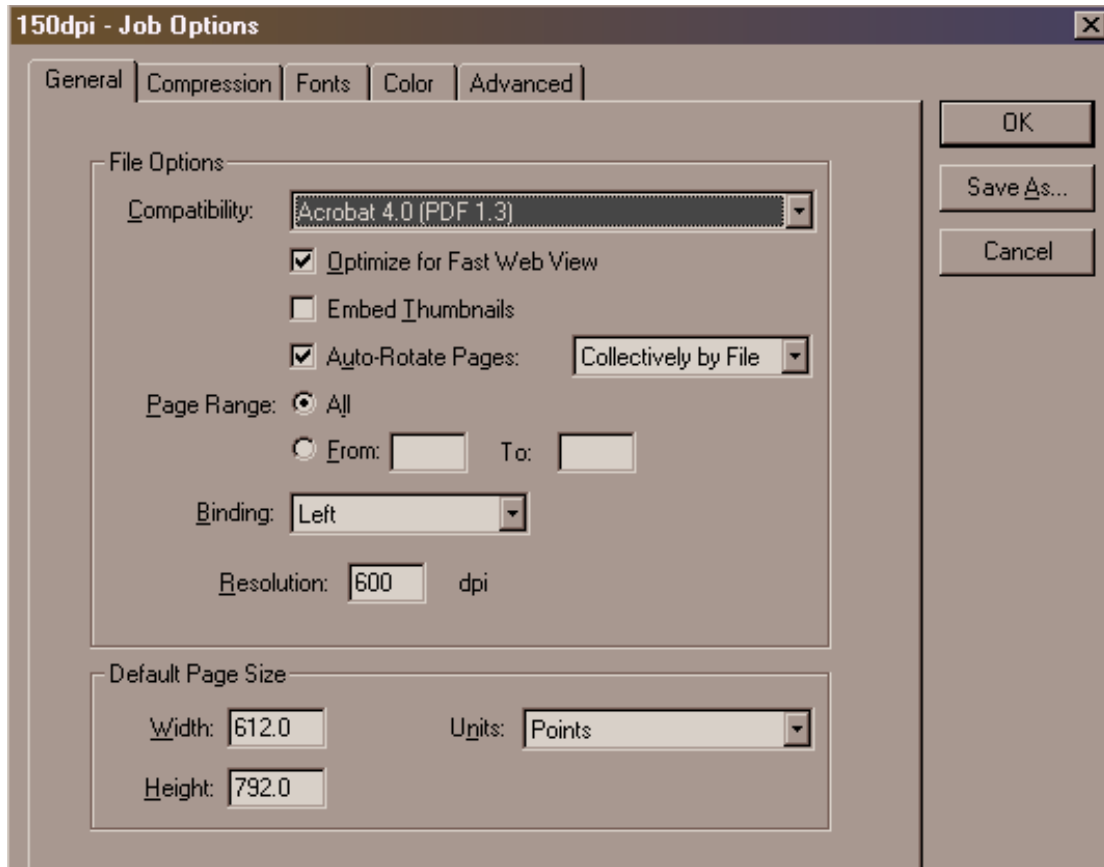 150dpi - Job Options
General Compression Fonts Color Advanced
OK
Save As...
Cancel
File Options
Compatibility: Acrobat 4.0 (PDF 1.3)
Optimize for Fast Web View
Embed Thumbnails
Auto-Rotate Pages: Collectively by File
Page Range: All
From: To:
Binding: Left
Resolution: 600 dpi
Default Page Size
Width: 612.0 Units: Points
Height: 792.0